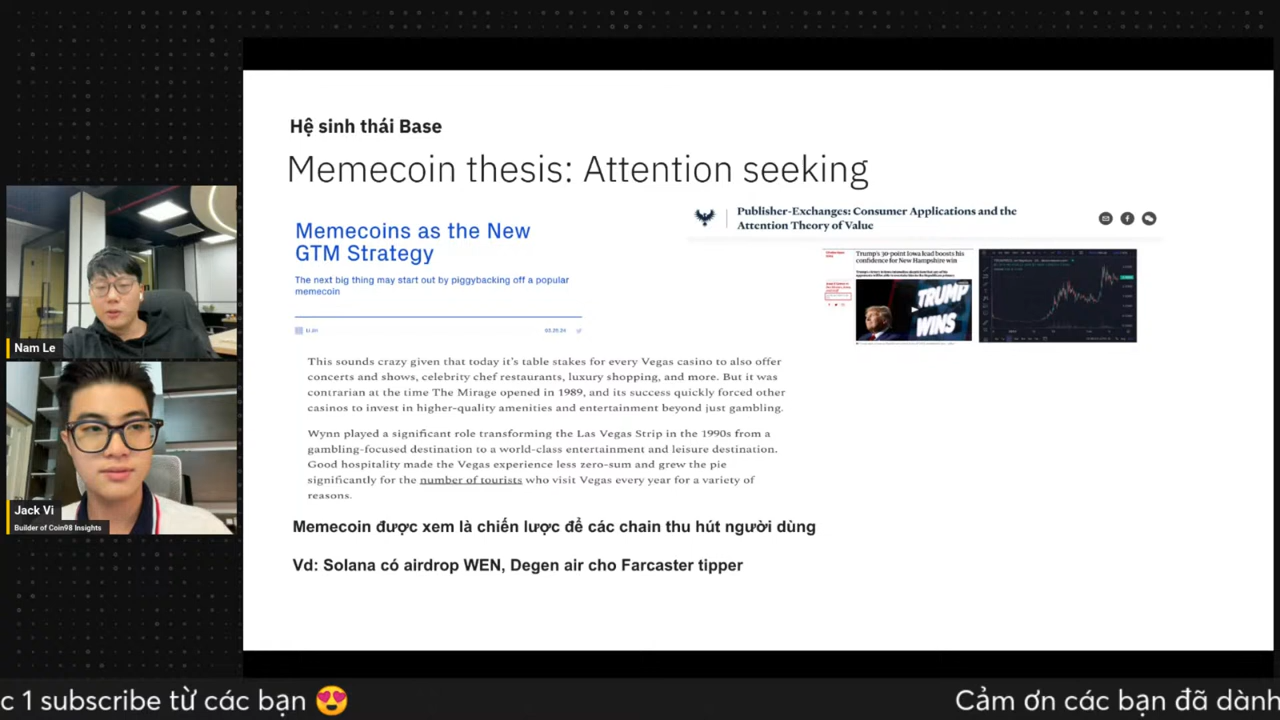 Hệ sinh thái Base
Memecoin thesis: Attention seeking
Memecoins as the New
GTM Strategy
The next big thing may start out by piggybacking off a popular
memecoin
03.25.24
Publisher-Exchanges: Consumer Applications and the
Attention Theory of Value
Trump's 30-point Iowa lead boosts his
confidence for New Hampshire win
TRUMP
WINS
This sounds crazy given that today it's table stakes for every Vegas casino to also offer
concerts and shows, celebrity chef restaurants, luxury shopping, and more. But it was
contrarian at the time The Mirage opened in 1989, and its success quickly forced other
casinos to invest in higher-quality amenities and entertainment beyond just gambling.
Wynn played a significant role transforming the Las Vegas Strip in the 1990s from a
gambling-focused destination to a world-class entertainment and leisure destination.
Good hospitality made the Vegas experience less zero-sum and grew the pie
significantly for the number of tourists who visit Vegas every year for a variety of
reasons.
Memecoin được xem là chiến lược để các chain thu hút người dùng
Vd: Solana có airdrop WEN, Degen air cho Farcaster tipper
Nam Le
Jack Vi
Builder of Coin98 Insights
c 1 subscribe từ các bạn 😍
Cảm ơn các bạn đã dành